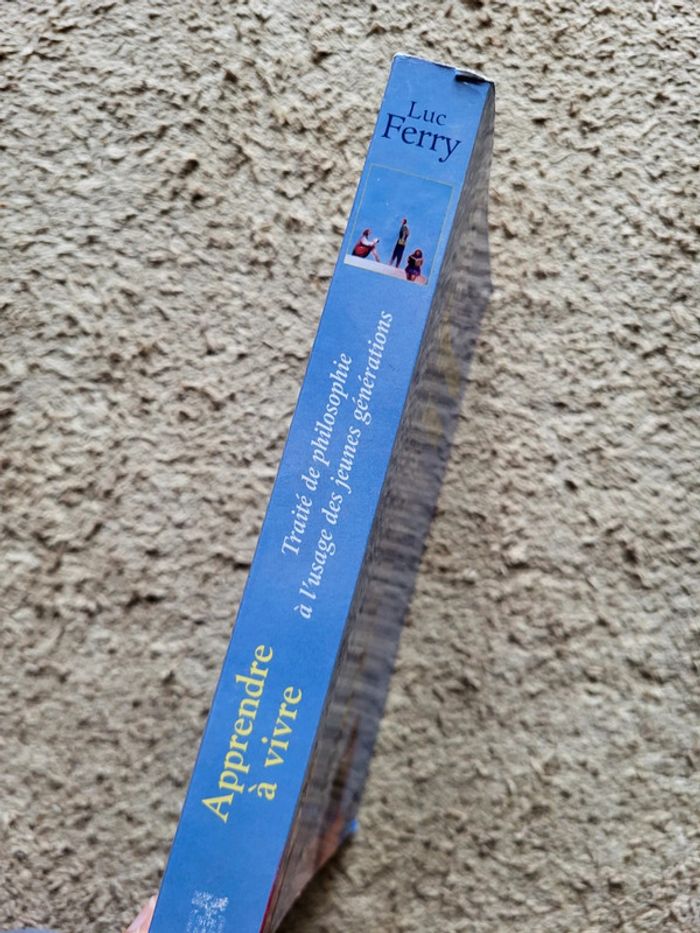 Luc
Ferry
Traité de philosophie
à l'usage des jeunes générations
Apprendre
à vivre